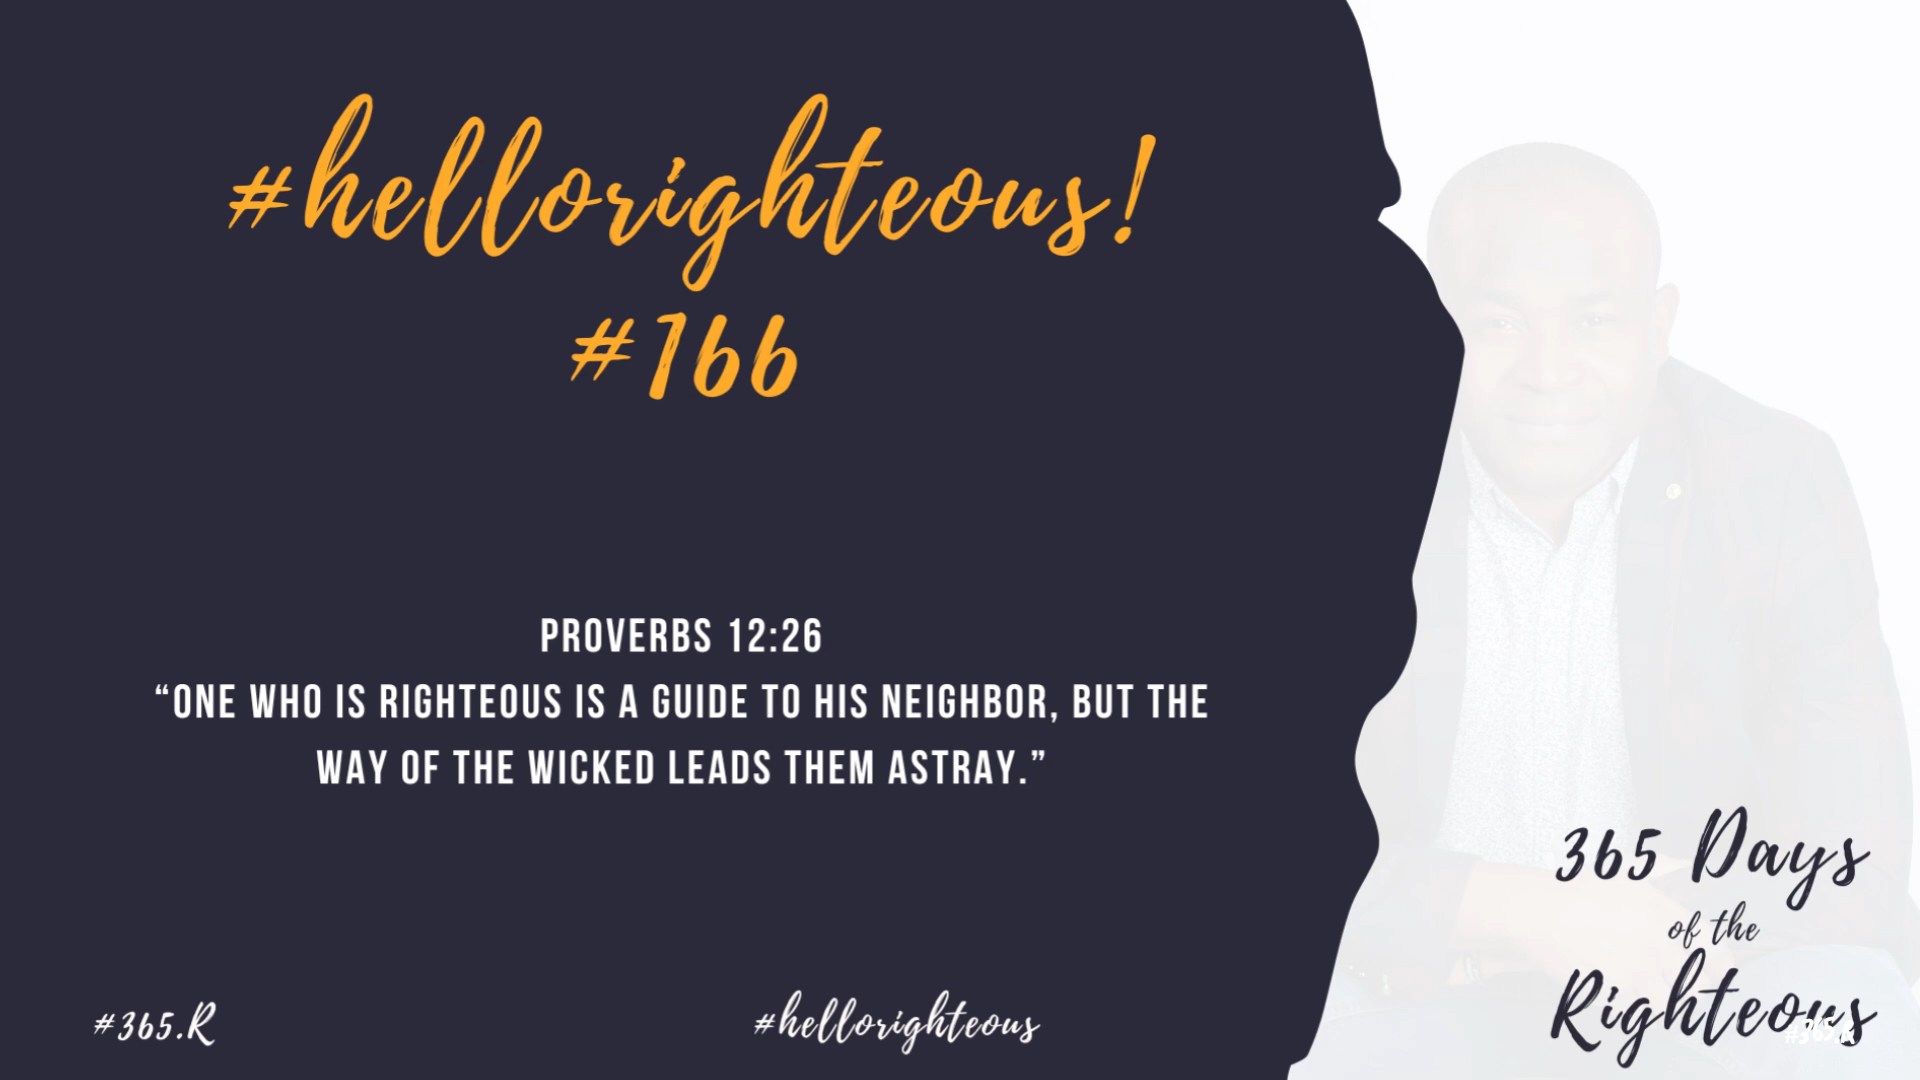 #hellorighteous!
#166
PROVERBS 12:26
“ONE WHO IS RIGHTEOUS IS A GUIDE TO HIS NEIGHBOR, BUT THE
WAY OF THE WICKED LEADS THEM ASTRAY.”
365 Days
of the
Righteous
#365.R
#365.R
#hellorighteous